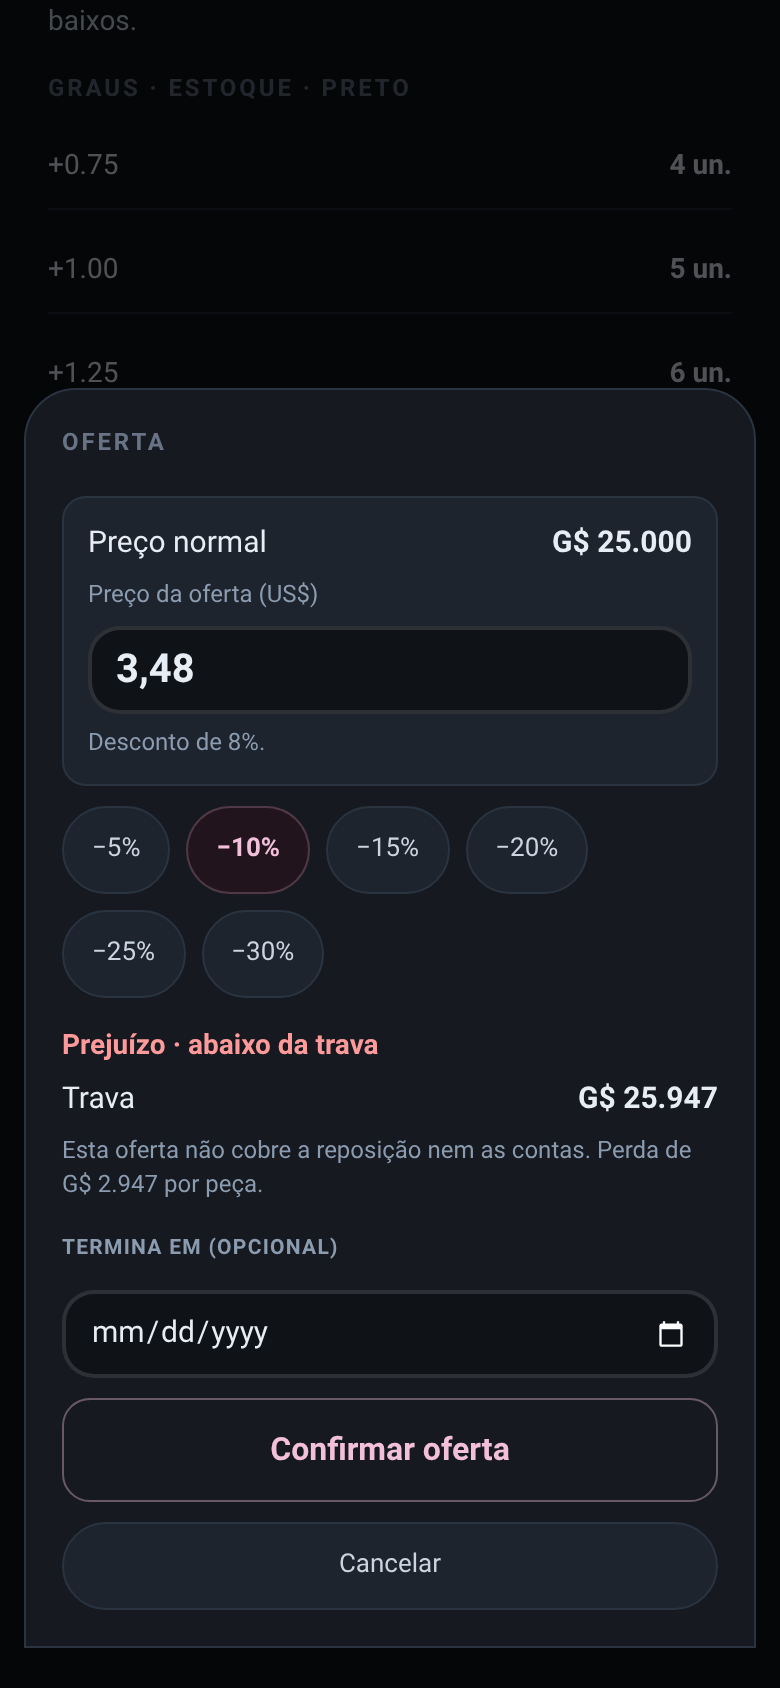 baixos.
GRAUS · ESTOQUE · PRETO
+0.75 4 un.
+1.00 5 un.
+1.25 6 un.
OFERTA
Preço normal G$ 25.000
Preço da oferta (US$)
3,48
Desconto de 8%.
−5% −10% −15% −20%
−25% −30%
Prejuízo · abaixo da trava
Trava G$ 25.947
Esta oferta não cobre a reposição nem as contas. Perda de
G$ 2.947 por peça.
TERMINA EM (OPCIONAL)
mm/dd/yyyy
Confirmar oferta
Cancelar